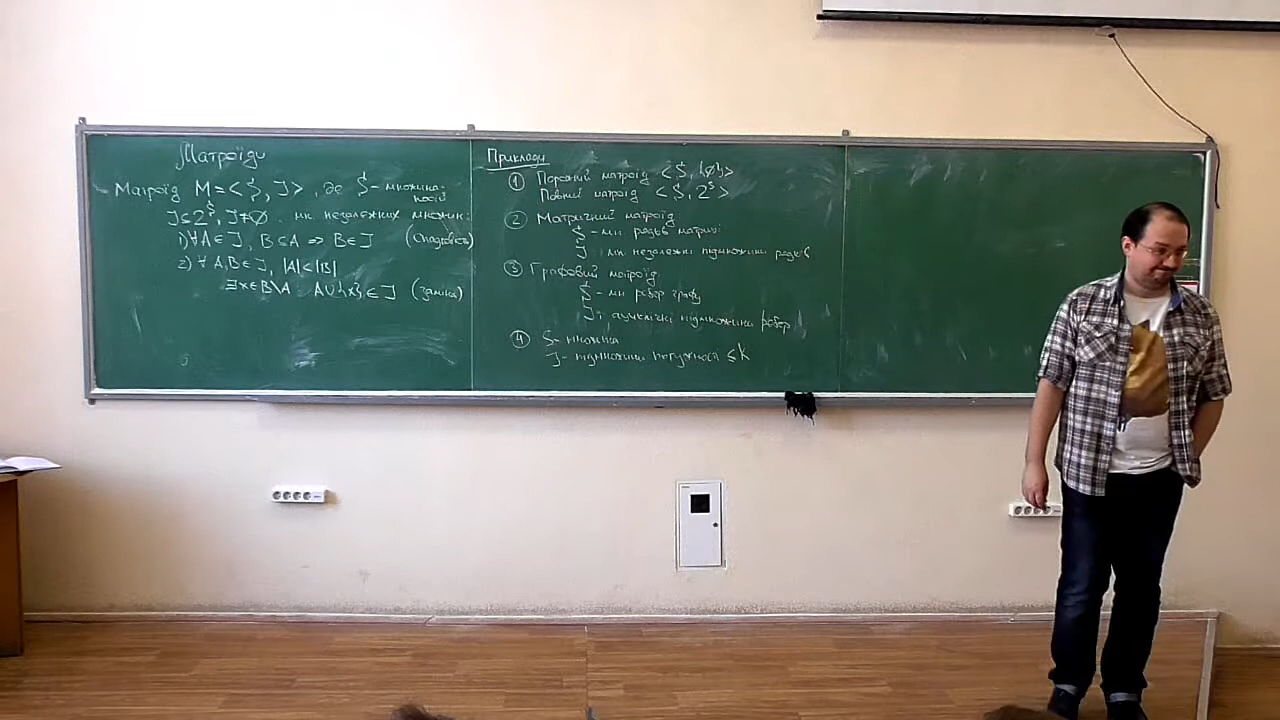 Матроїди
Матроїд M = <S, J>, де S - множина носій
J ⊆ 2^S, J ≠ ∅ мн. незалежних множин:
1) ∀A ∈ J, B ⊆ A ⇒ B ∈ J (спадковість)
2) ∀ A, B ∈ J, |A| < |B|
∃ x ∈ B\A : A ∪ {x} ∈ J (заміна)
Приклади
① Порожній матроїд <S, {∅}>
Повний матроїд <S, 2^S>
② Матричний матроїд
S - мн рядків матриці
J : мн незалежних підмножини рядків
③ Графовий матроїд
S - мн ребер графу
J : ациклічні підмножини ребер
④ S - множина
J - підмножини потужності ≤ k